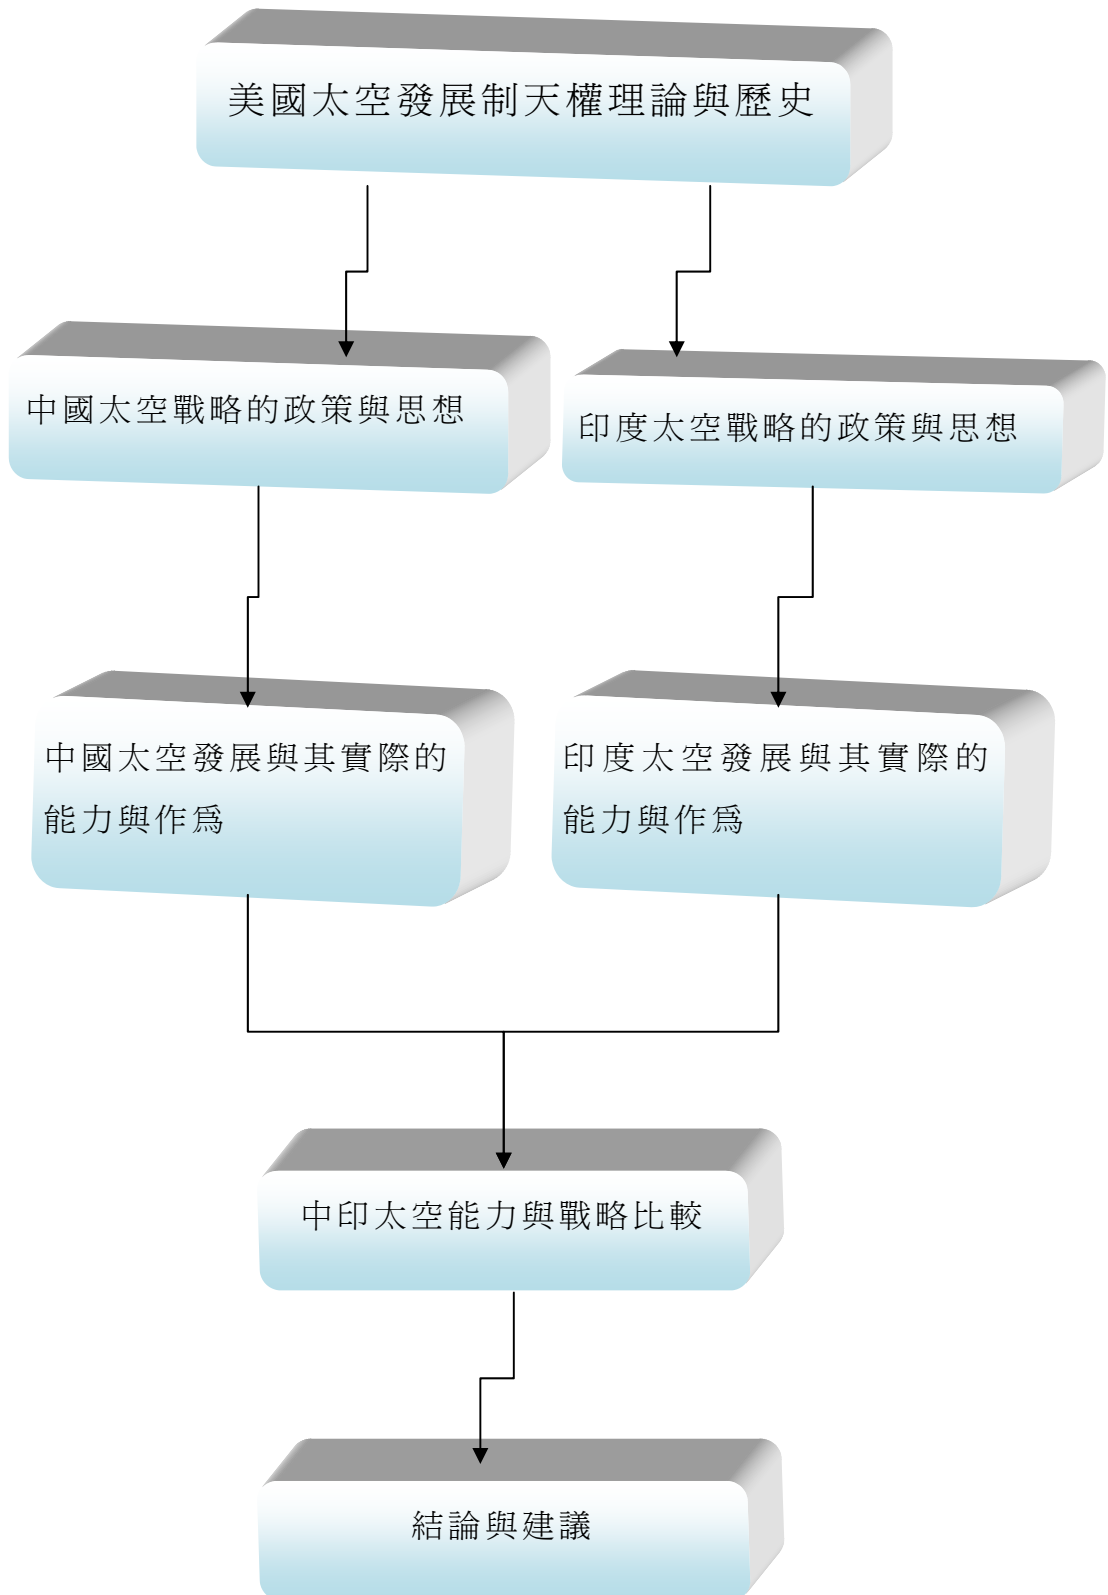 美國太空發展制天權理論與歷史
中國太空戰略的政策與思想
印度太空戰略的政策與思想
中國太空發展與其實際的
能力與作爲
印度太空發展與其實際的
能力與作爲
中印太空能力與戰略比較
結論與建議